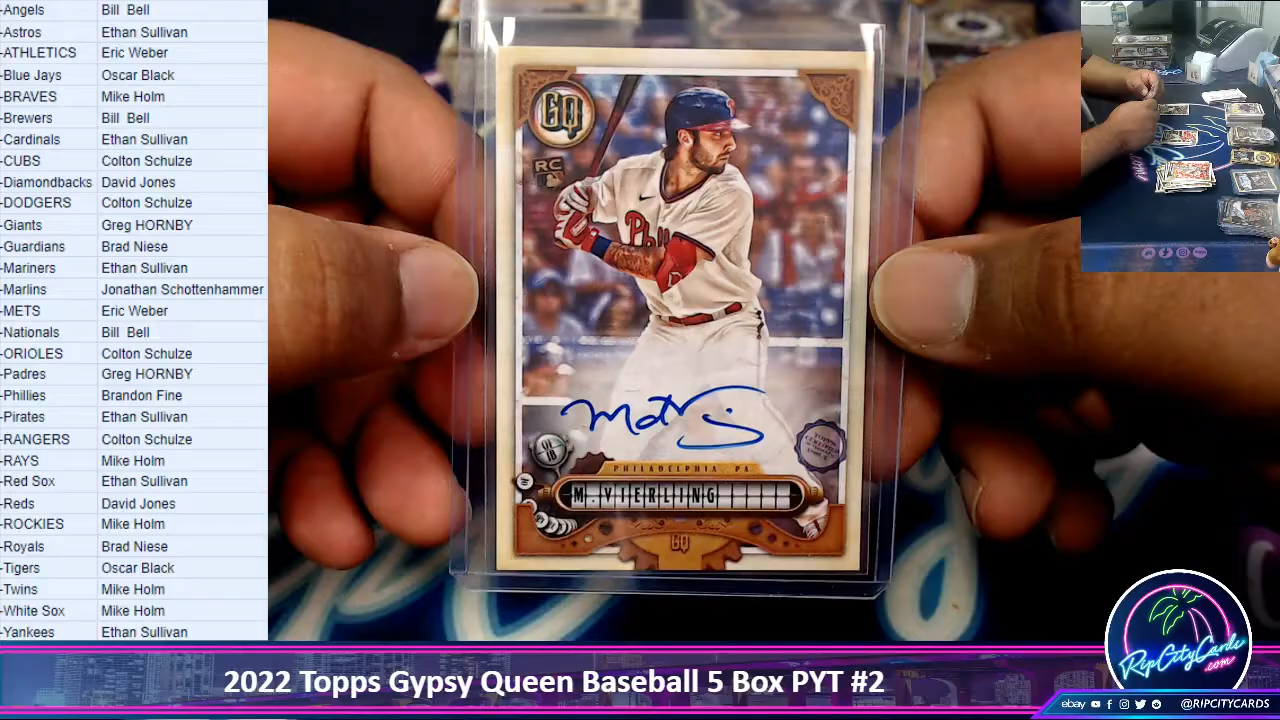 -Angels Bill Bell
-Astros Ethan Sullivan
-ATHLETICS Eric Weber
-Blue Jays Oscar Black
-BRAVES Mike Holm
-Brewers Bill Bell
-Cardinals Ethan Sullivan
-CUBS Colton Schulze
-Diamondbacks David Jones
-DODGERS Colton Schulze
-Giants Greg HORNBY
-Guardians Brad Niese
-Mariners Ethan Sullivan
-Marlins Jonathan Schottenhammer
-METS Eric Weber
-Nationals Bill Bell
-ORIOLES Colton Schulze
-Padres Greg HORNBY
-Phillies Brandon Fine
-Pirates Ethan Sullivan
-RANGERS Colton Schulze
-RAYS Mike Holm
-Red Sox Ethan Sullivan
-Reds David Jones
-ROCKIES Mike Holm
-Royals Brad Niese
-Tigers Oscar Black
-Twins Mike Holm
-White Sox Mike Holm
-Yankees Ethan Sullivan
GQ
RC
Phil
PHILADELPHIA, PA
M.VIERLING
GQ
2022 Topps Gypsy Queen Baseball 5 Box PYT #2
RipCityCards
.com
ebay @RIPCITYCARDS